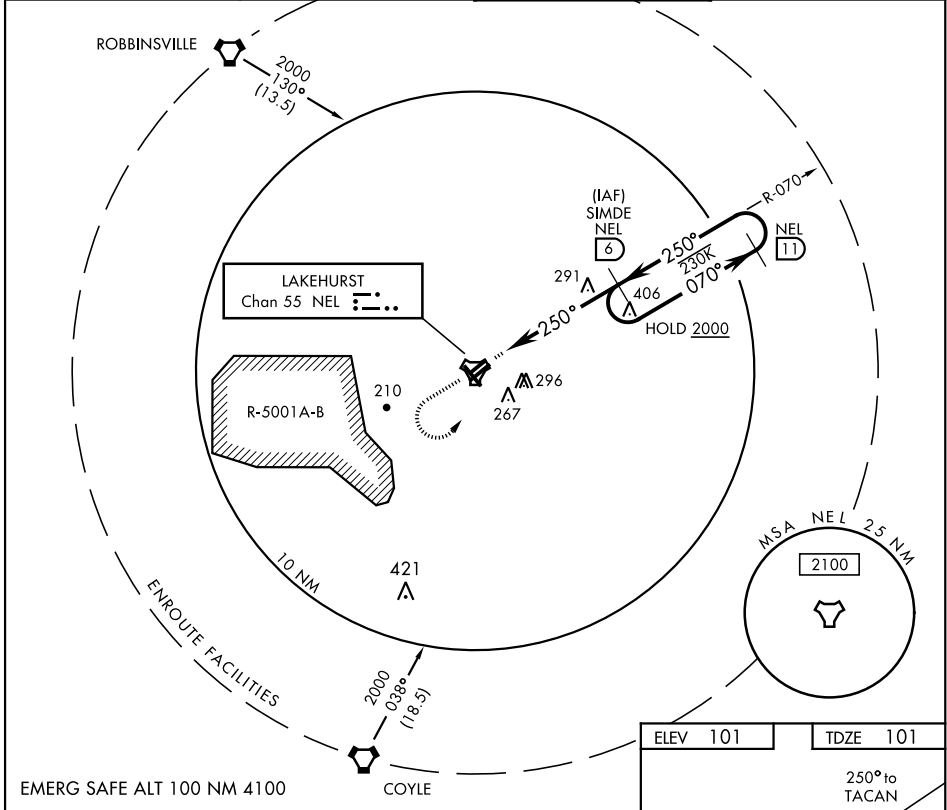 ROBBINSVILLE
2000
130°
(13.5)
R-070
(IAF)
SIMDE
NEL
6
NEL
11
250°
230K
070°
291
406
250°
HOLD 2000
LAKEHURST
Chan 55 NEL
R-5001A-B
210
296
267
MSA NEL 25 NM
2100
10 NM
421
ENROUTE FACILITIES
2000
038°
(18.5)
ELEV 101
TDZE 101
250° to
TACAN
EMERG SAFE ALT 100 NM 4100
COYLE